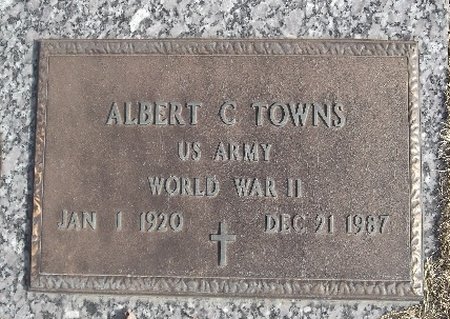 ALBERT C TOWNS
US ARMY
WORLD WAR II
JAN 1 1920 DEC 21 1987